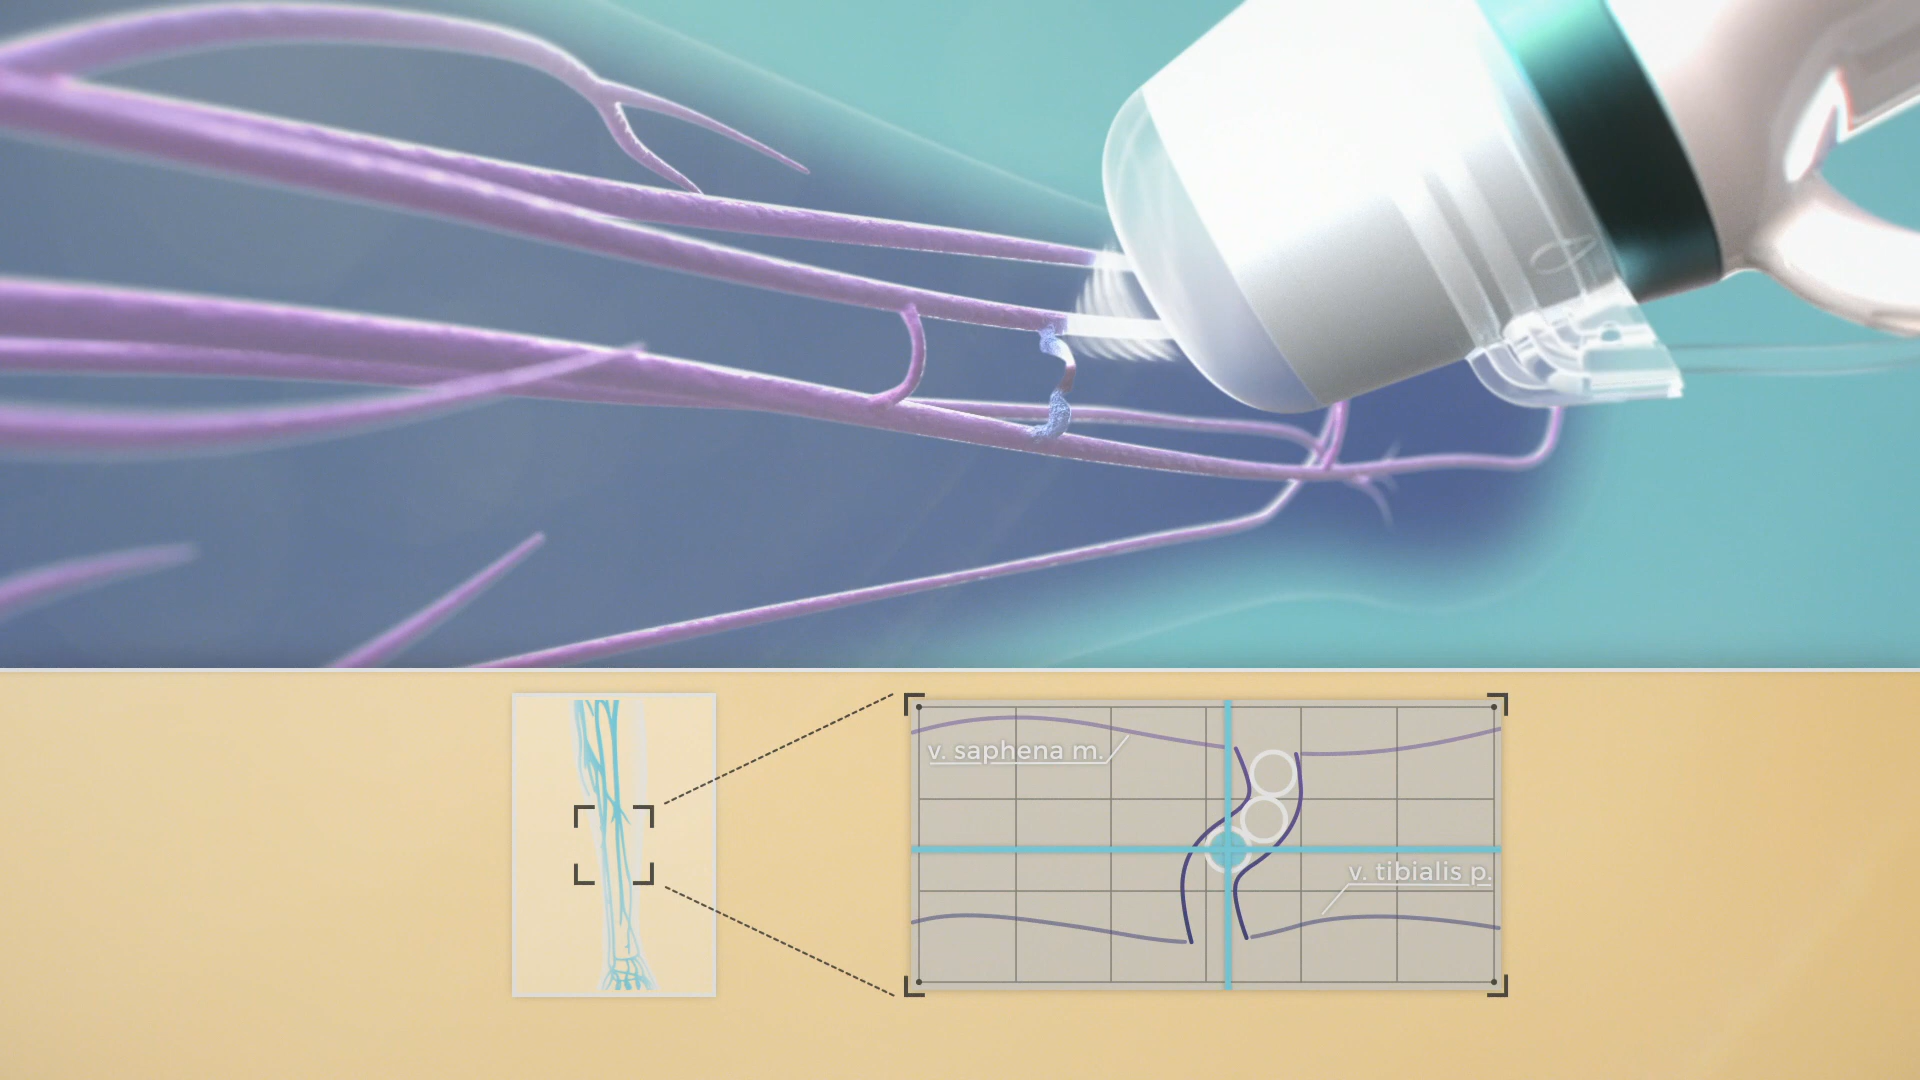 v. saphena m.
v. tibialis p.